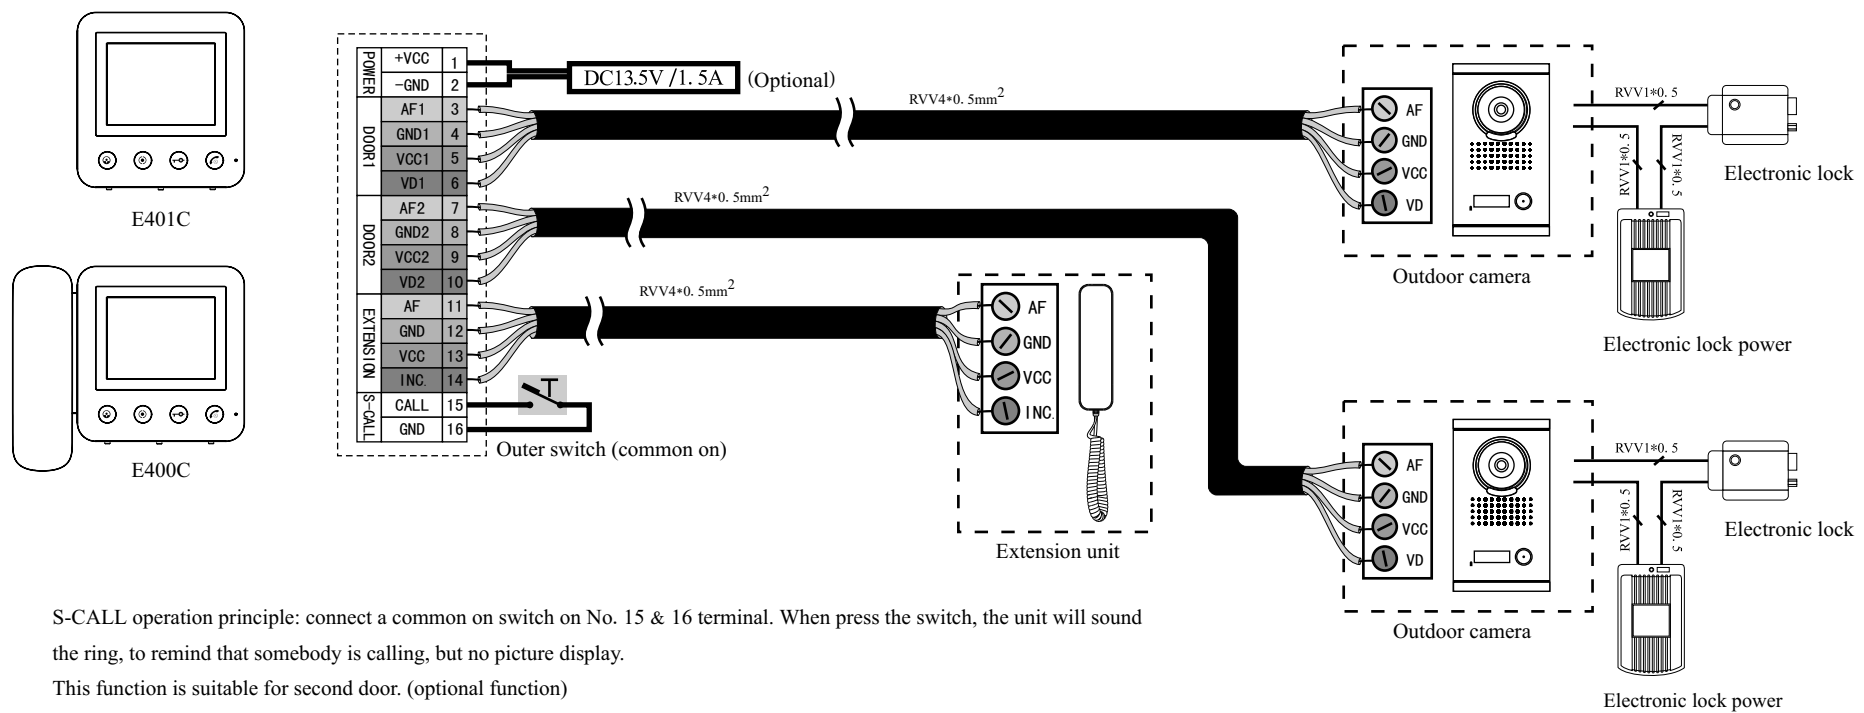 E401C
E400C
POWER
+VCC 1
-GND 2
DOOR1
AF1 3
GND1 4
VCC1 5
VD1 6
DOOR2
AF2 7
GND2 8
VCC2 9
VD2 10
EXTENSION
AF 11
GND 12
VCC 13
INC. 14
S-CALL
CALL 15
GND 16
DC13.5V /1. 5A (Optional)
RVV4*0. 5mm2
RVV4*0. 5mm2
RVV4*0. 5mm2
Outer switch (common on)
AF
GND
VCC
INC.
Extension unit
AF
GND
VCC
VD
Outdoor camera
RVV1*0. 5
RVV1*0. 5
RVV1*0. 5
Electronic lock
Electronic lock power
AF
GND
VCC
VD
Outdoor camera
RVV1*0. 5
RVV1*0. 5
RVV1*0. 5
Electronic lock
Electronic lock power
S-CALL operation principle: connect a common on switch on No. 15 & 16 terminal. When press the switch, the unit will sound
the ring, to remind that somebody is calling, but no picture display.
This function is suitable for second door. (optional function)